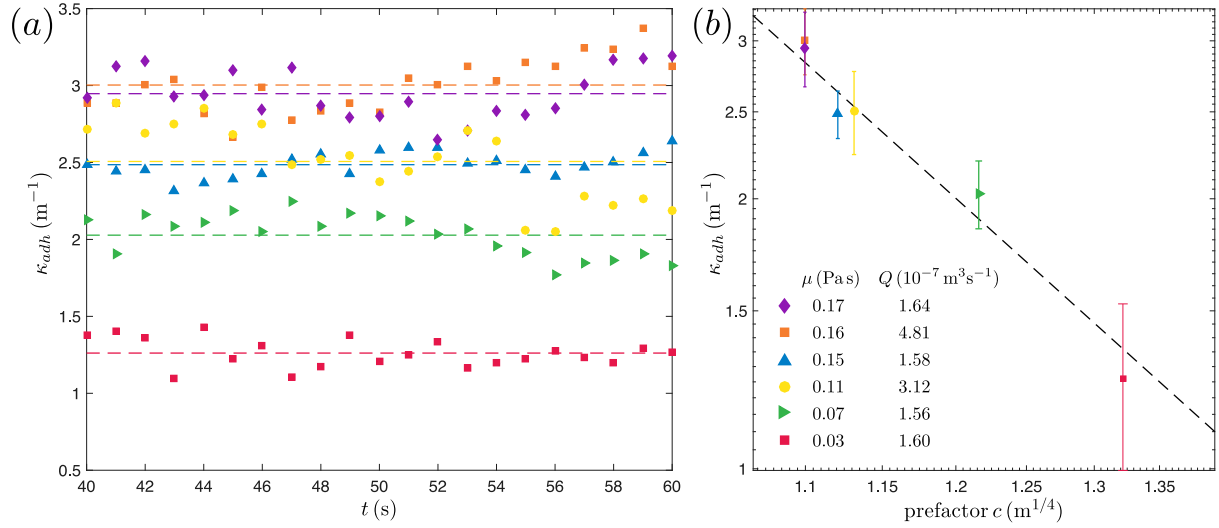 (a)
κadh (m−1)
3.5
3
2.5
2
1.5
1
0.5
40 42 44 46 48 50 52 54 56 58 60
t (s)
(b)
κadh (m−1)
3
2.5
2
1.5
1
μ (Pa s) Q (10−7 m3s−1)
0.17 1.64
0.16 4.81
0.15 1.58
0.11 3.12
0.07 1.56
0.03 1.60
1.1 1.15 1.2 1.25 1.3 1.35
prefactor c (m1/4)